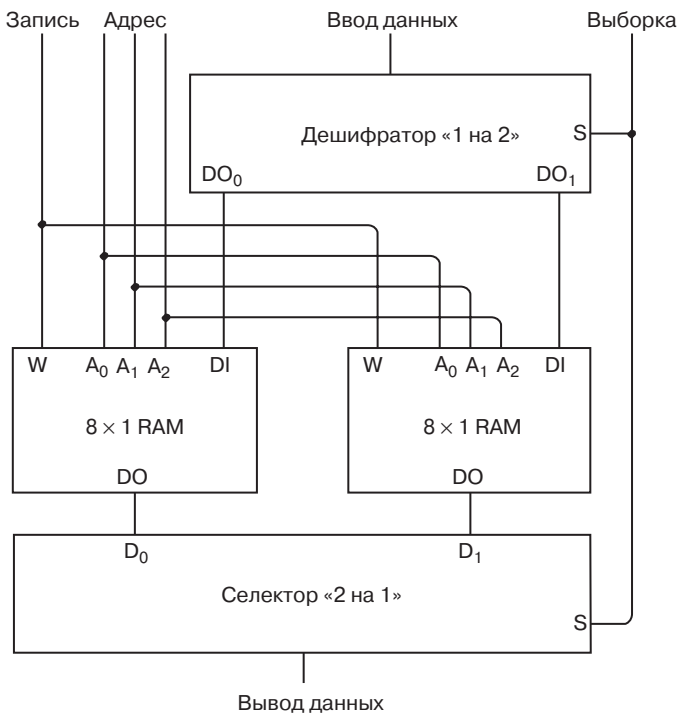 Запись Адрес Ввод данных Выборка
Дешифратор «1 на 2» S
DO₀ DO₁
W A₀ A₁ A₂ DI W A₀ A₁ A₂ DI
8 × 1 RAM 8 × 1 RAM
DO DO
D₀ D₁
Селектор «2 на 1»
S
Вывод данных